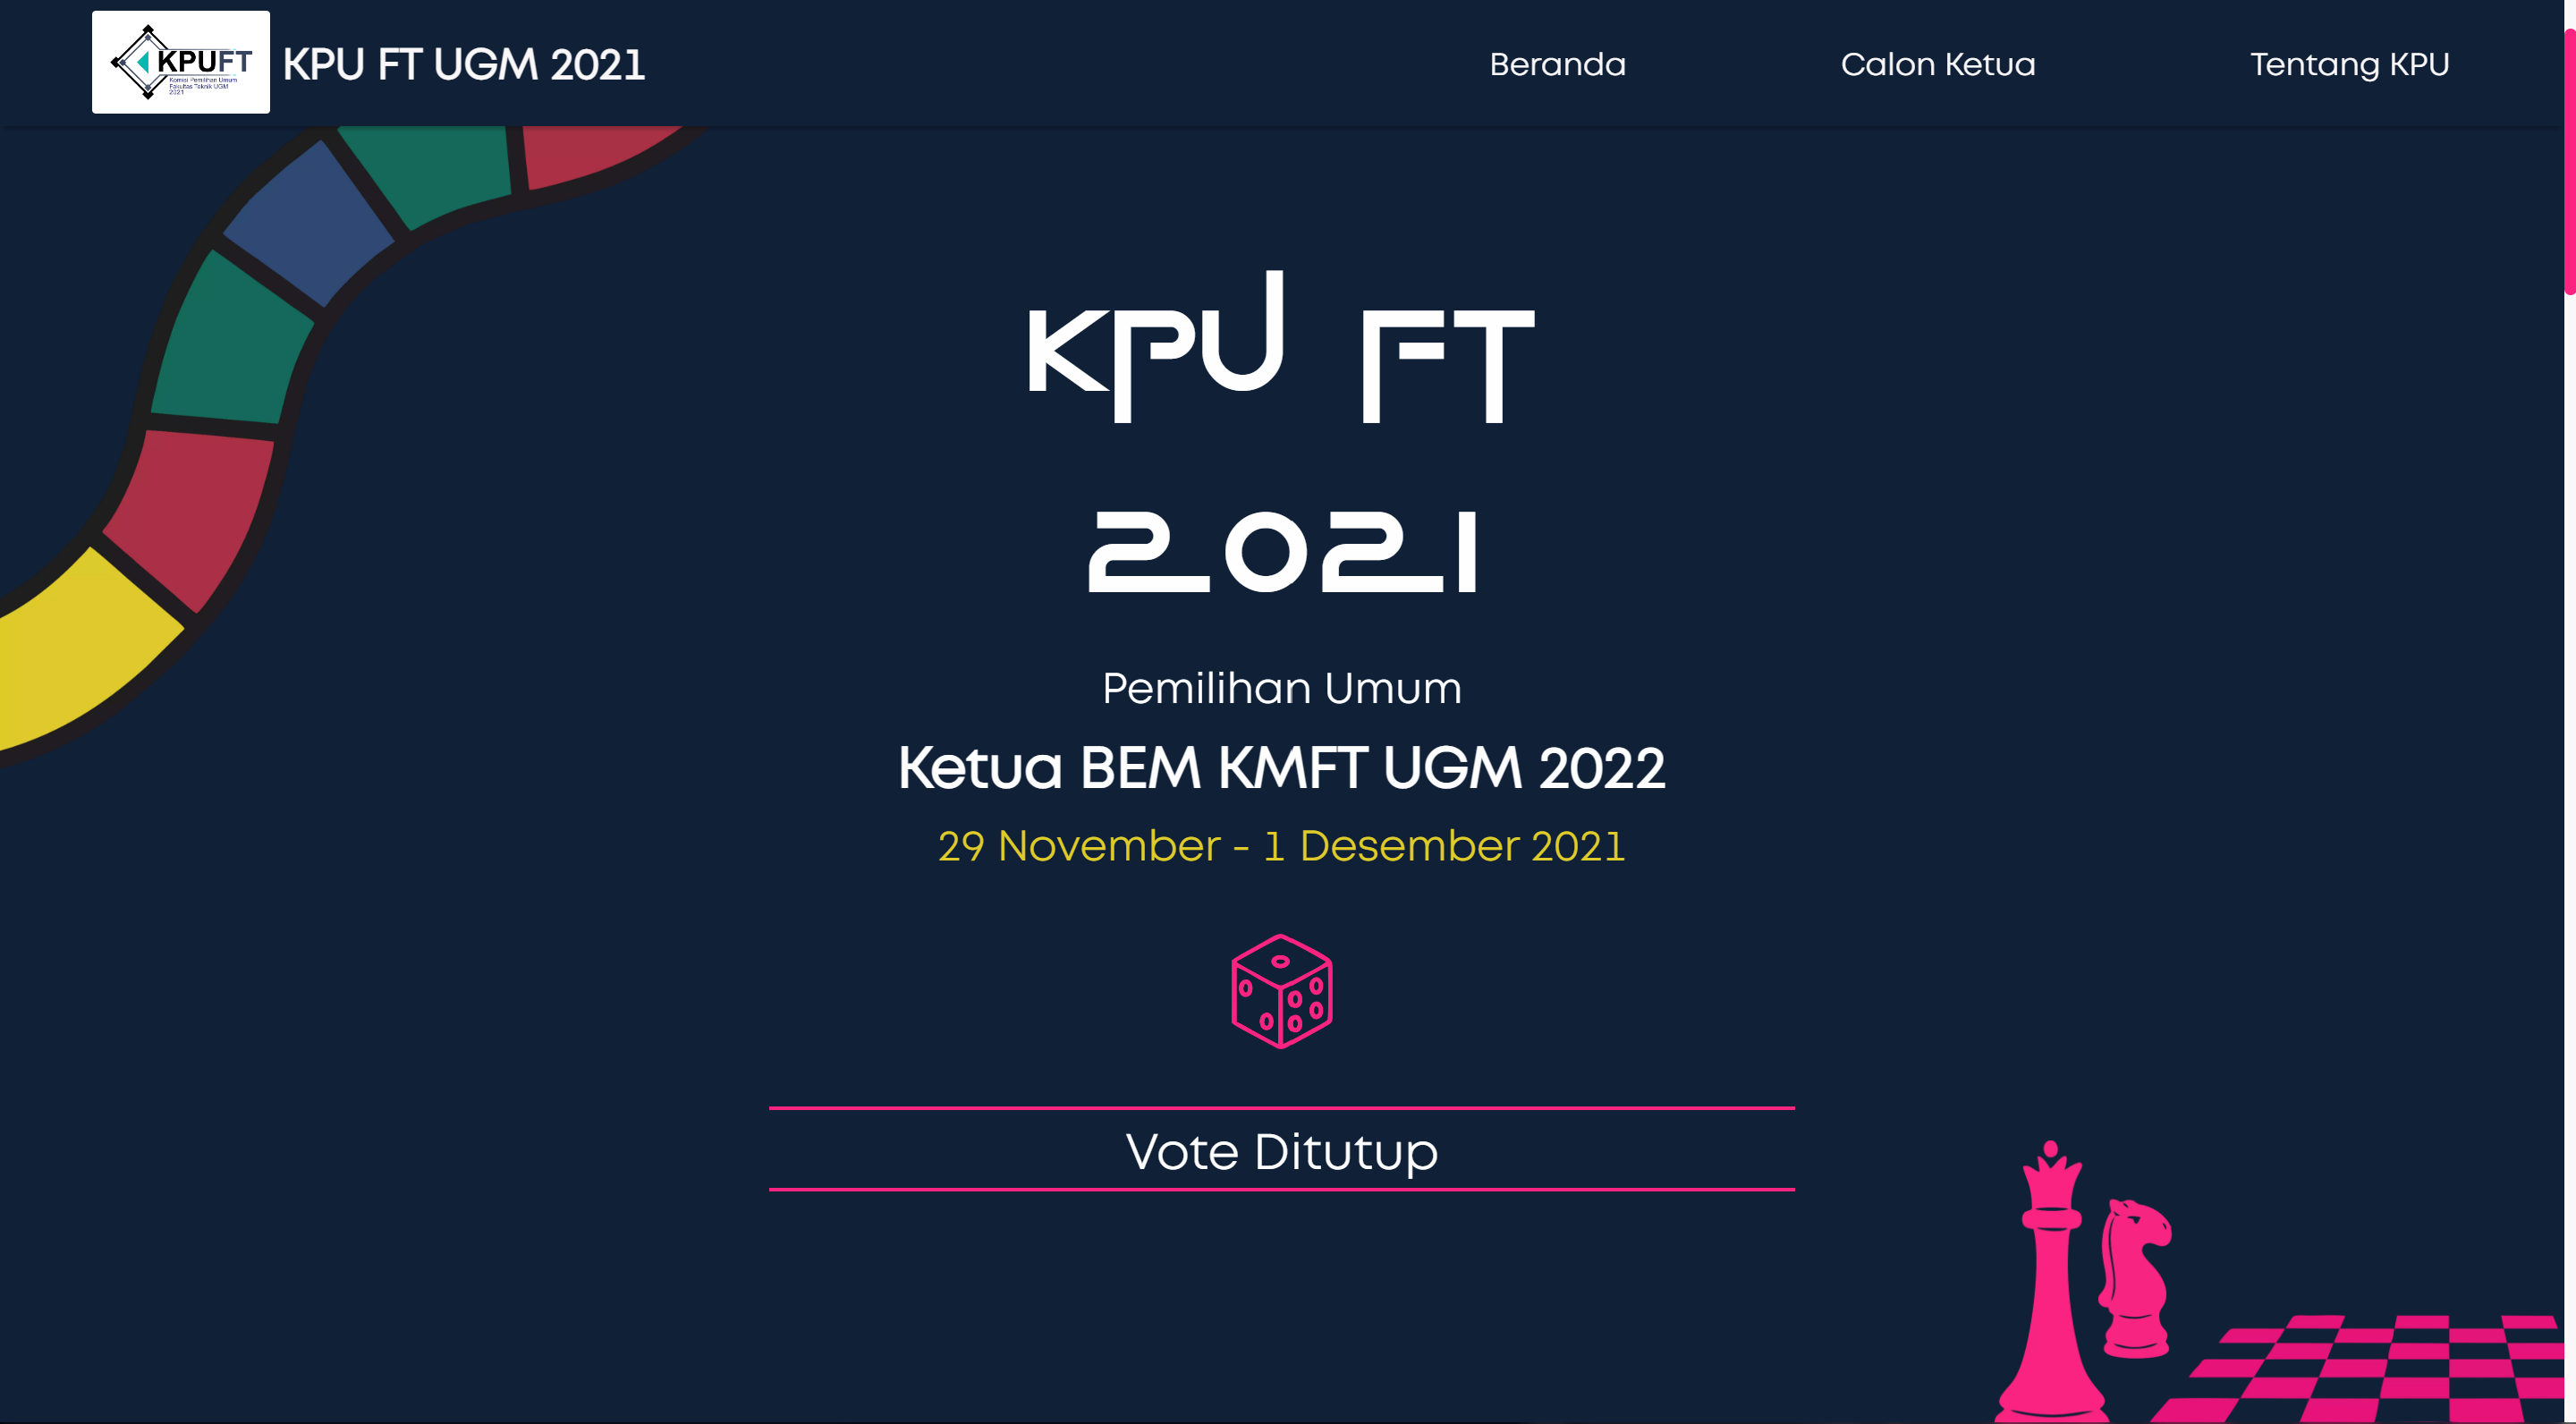 KPUFT
Komisi Pemilihan Umum
Fakultas Teknik UGM
2021
KPU FT UGM 2021
Beranda
Calon Ketua
Tentang KPU
KPU FT
2021
Pemilihan Umum
Ketua BEM KMFT UGM 2022
29 November - 1 Desember 2021
Vote Ditutup